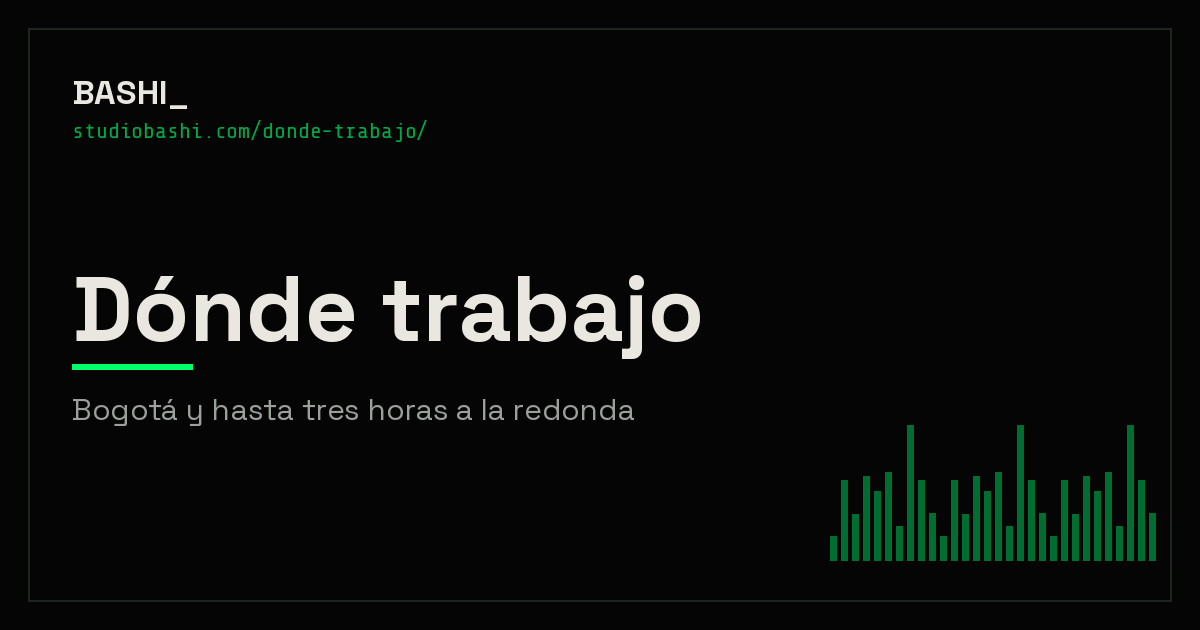 BASHI_
studiobashi.com/donde-trabajo/
Dónde trabajo
Bogotá y hasta tres horas a la redonda